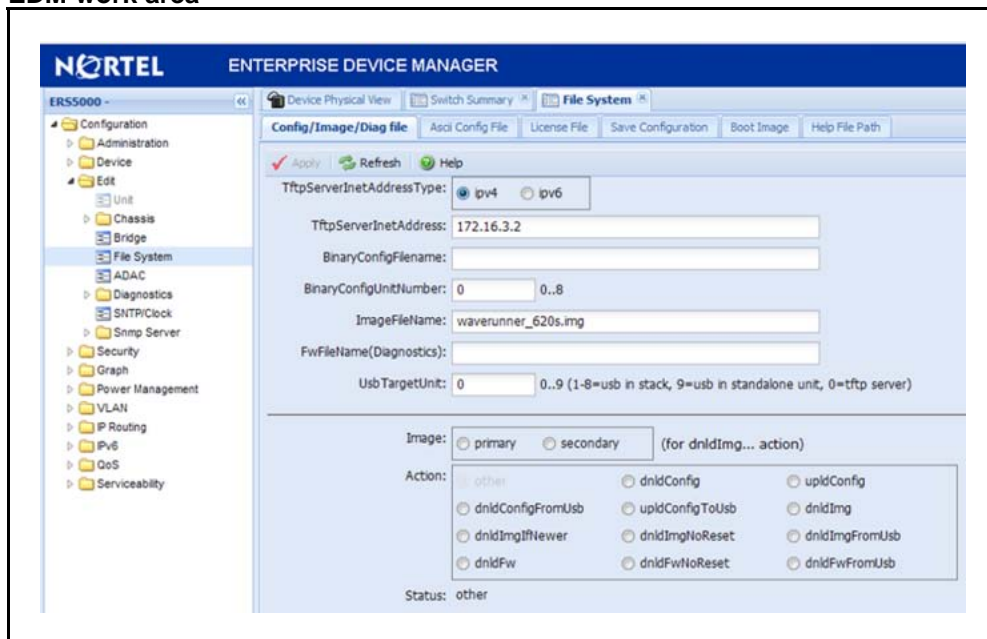 EDM work area
NORTEL ENTERPRISE DEVICE MANAGER
ERS5000 -
Configuration
Administration
Device
Edit
Unit
Chassis
Bridge
File System
ADAC
Diagnostics
SNTP/Clock
Snmp Server
Security
Graph
Power Management
VLAN
IP Routing
IPv6
QoS
Serviceability
Device Physical View Switch Summary File System
Config/Image/Diag file Ascii Config File License File Save Configuration Boot Image Help File Path
Apply Refresh Help
TftpServerInetAddressType: ipv4 ipv6
TftpServerInetAddress: 172.16.3.2
BinaryConfigFilename:
BinaryConfigUnitNumber: 0 0..8
ImageFileName: waverunner_620s.img
FwFileName(Diagnostics):
UsbTargetUnit: 0 0..9 (1-8=usb in stack, 9=usb in standalone unit, 0=tftp server)
Image: primary secondary (for dnldImg... action)
Action: other dnldConfig upldConfig
dnldConfigFromUsb upldConfigToUsb dnldImg
dnldImgIfNewer dnldImgNoReset dnldImgFromUsb
dnldFw dnldFwNoReset dnldFwFromUsb
Status: other